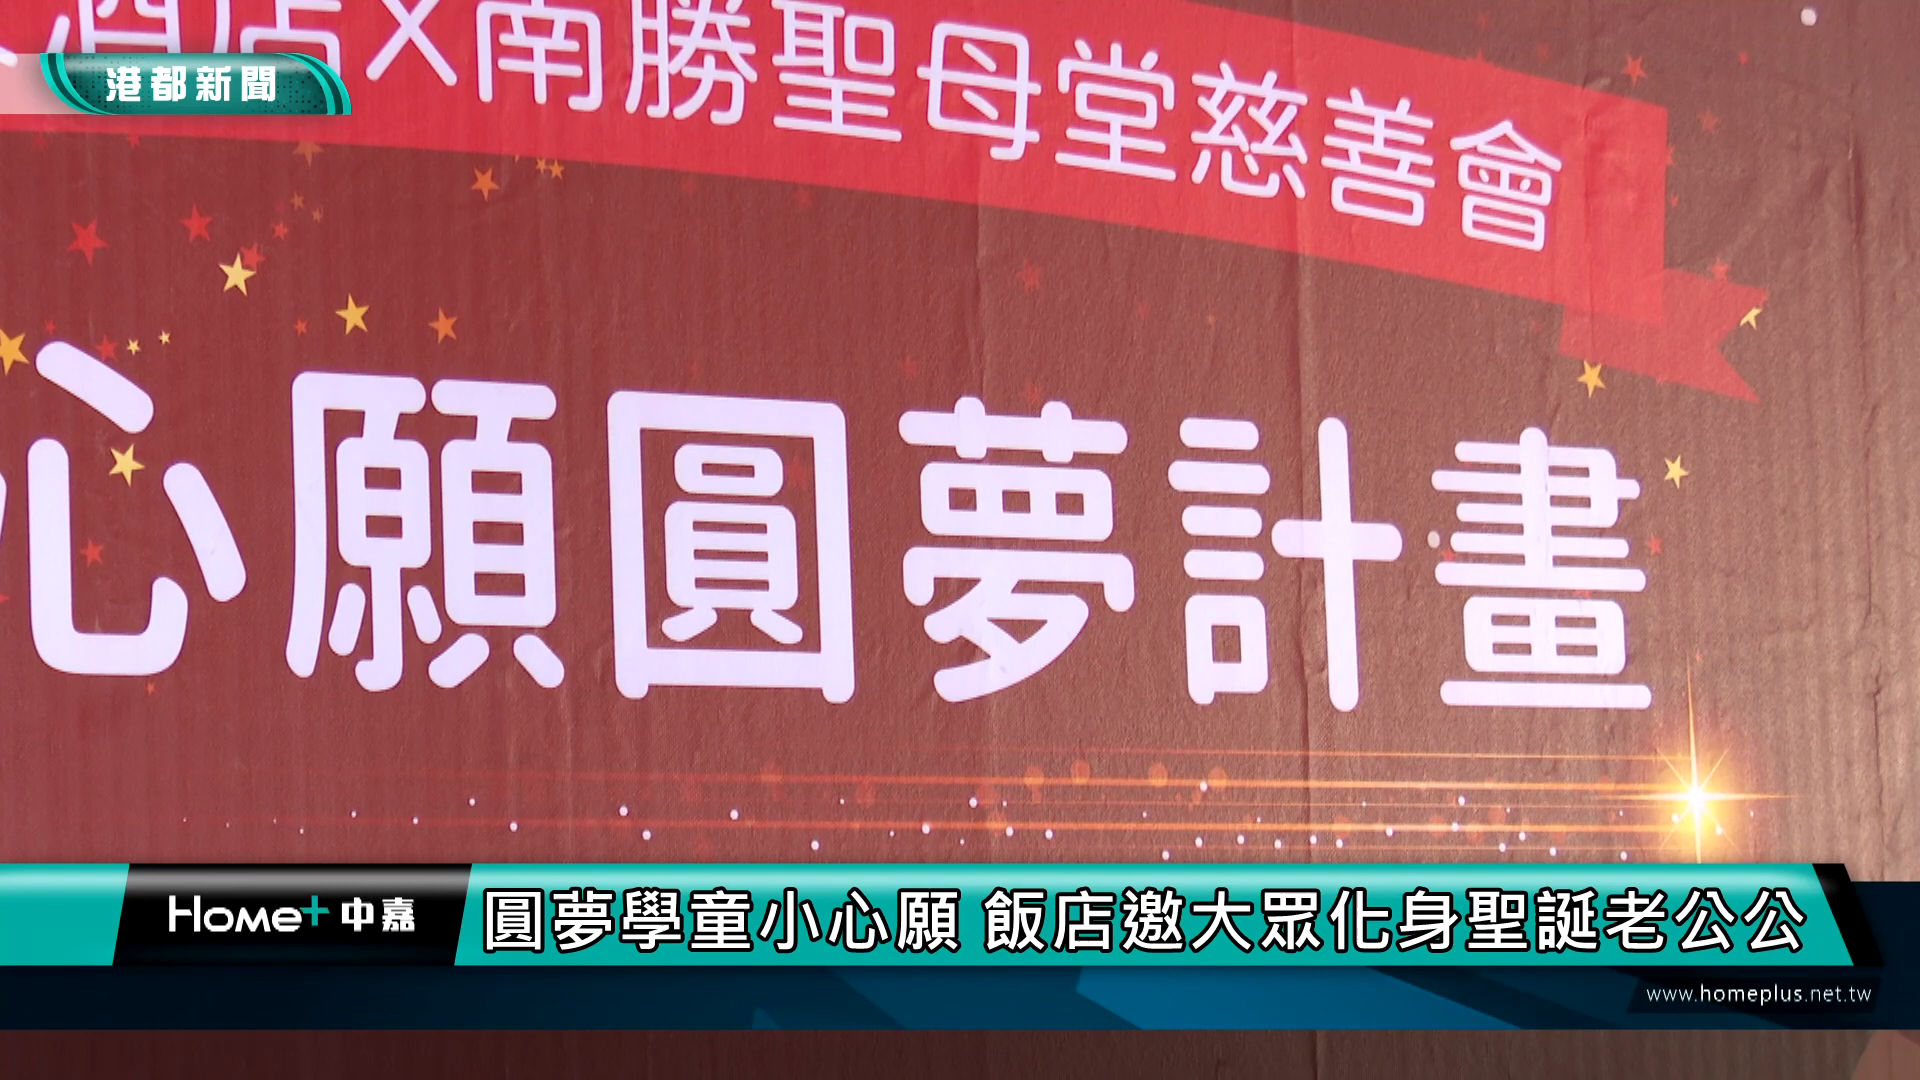 酒店X南勝聖母堂慈善會
港都新聞
心願圓夢計畫
Home+ 中嘉
圓夢學童小心願 飯店邀大眾化身聖誕老公公
www.homeplus.net.tw